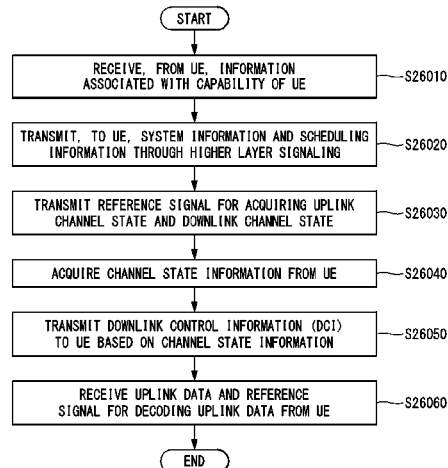 START
RECEIVE, FROM UE, INFORMATION
ASSOCIATED WITH CAPABILITY OF UE
S26010
TRANSMIT, TO UE, SYSTEM INFORMATION AND SCHEDULING
INFORMATION THROUGH HIGHER LAYER SIGNALING
S26020
TRANSMIT REFERENCE SIGNAL FOR ACQUIRING UPLINK
CHANNEL STATE AND DOWNLINK CHANNEL STATE
S26030
ACQUIRE CHANNEL STATE INFORMATION FROM UE
S26040
TRANSMIT DOWNLINK CONTROL INFORMATION (DCI)
TO UE BASED ON CHANNEL STATE INFORMATION
S26050
RECEIVE UPLINK DATA AND REFERENCE
SIGNAL FOR DECODING UPLINK DATA FROM UE
S26060
END